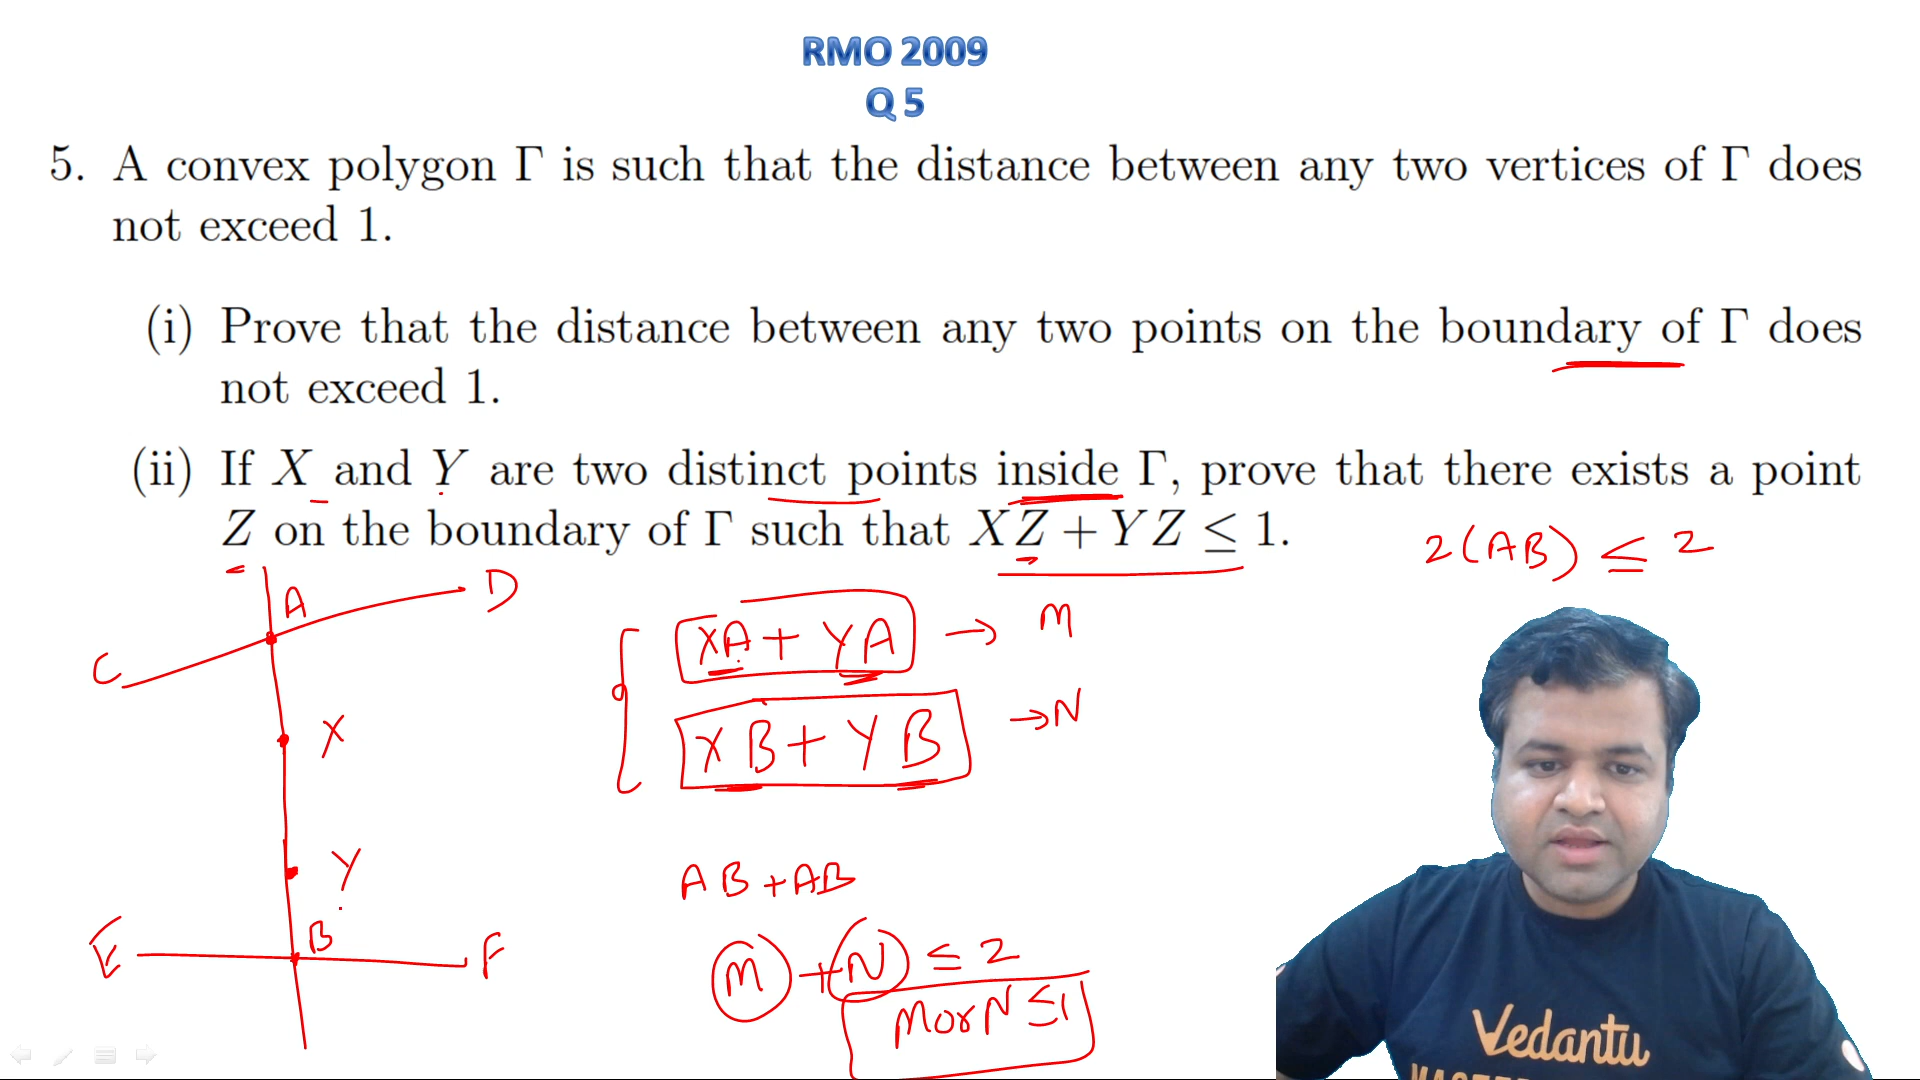 RMO 2009
Q 5
5. A convex polygon Γ is such that the distance between any two vertices of Γ does
not exceed 1.
(i) Prove that the distance between any two points on the boundary of Γ does
not exceed 1.
(ii) If X and Y are two distinct points inside Γ, prove that there exists a point
Z on the boundary of Γ such that XZ + YZ ≤ 1.
2(AB) ≤ 2
A
D
C
X
Y
E
B
F
XA + YA → M
XB + YB → N
AB + AB
M + N ≤ 2
M or N ≤ 1
Vedantu